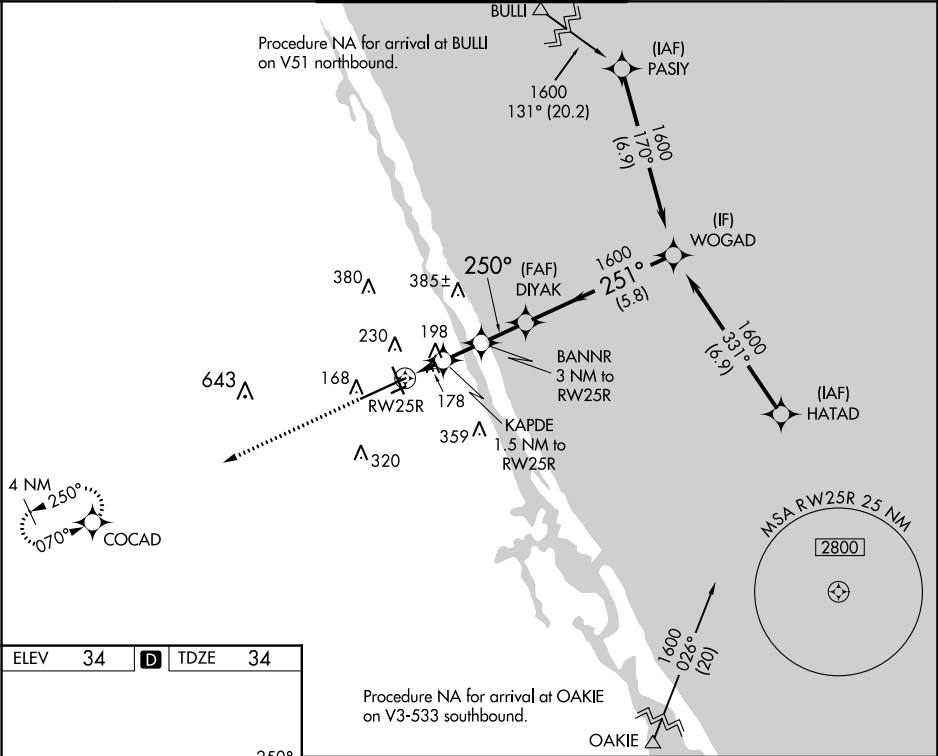 BULLI
Procedure NA for arrival at BULLI
on V51 northbound.
(IAF)
PASIY
1600
131° (20.2)
1600
170°
(6.9)
(IF)
WOGAD
1600
251°
(5.8)
250°
(FAF)
DIYAK
380
385±
230
198
BANNR
3 NM to
RW25R
1600
331°
(6.9)
(IAF)
HATAD
643
168
RW25R
178
KAPDE
1.5 NM to
RW25R
359
320
4 NM
250°
070°
COCAD
MSA RW25R 25 NM
2800
ELEV 34 D TDZE 34
250°
1600
026°
(20)
Procedure NA for arrival at OAKIE
on V3-533 southbound.
OAKIE